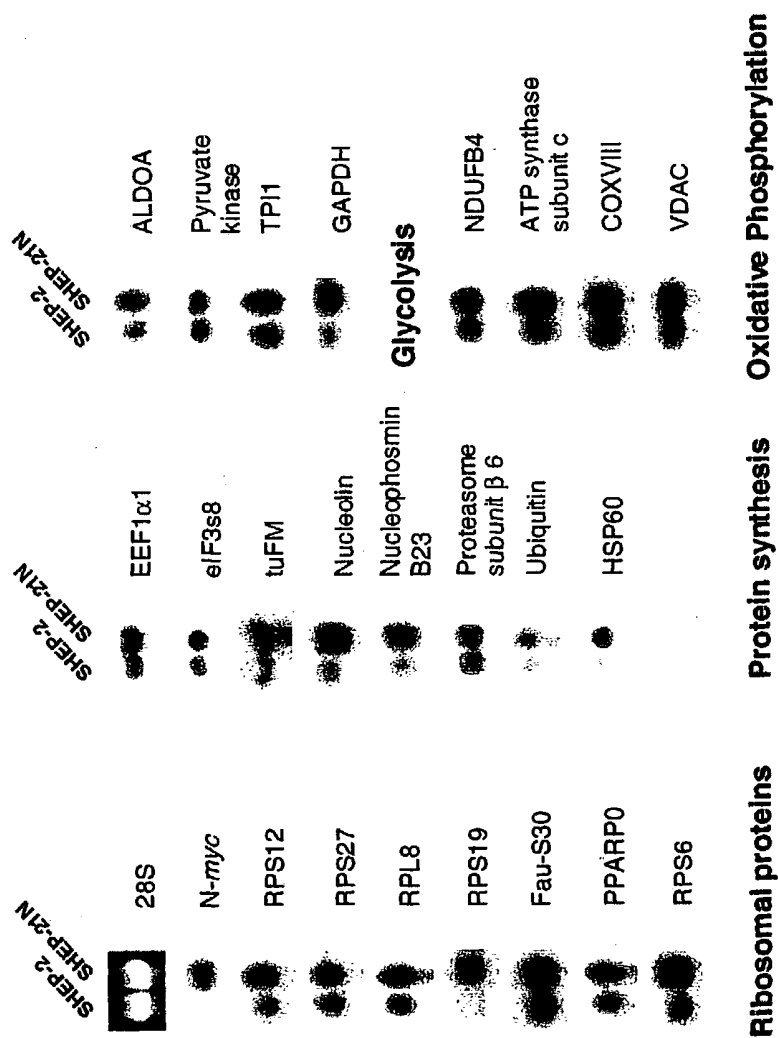 SHEP-2
SHEP-21N
28S
N-myc
RPS12
RPS27
RPL8
RPS19
Fau-S30
PPARP0
RPS6
Ribosomal proteins
SHEP-2
SHEP-21N
EEF1α1
eIF3s8
tuFM
Nucleolin
Nucleophosmin
B23
Proteasome
subunit β 6
Ubiquitin
HSP60
Protein synthesis
SHEP-2
SHEP-21N
ALDOA
Pyruvate
kinase
TPI1
GAPDH
Glycolysis
NDUFB4
ATP synthase
subunit c
COXVIII
VDAC
Oxidative Phosphorylation